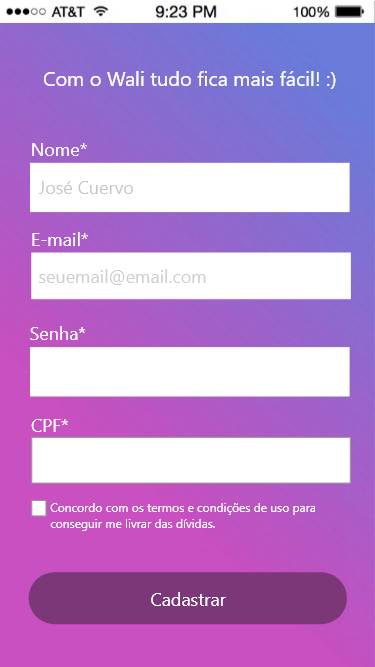 AT&T 9:23 PM 100%
Com o Wali tudo fica mais fácil! :)
Nome*
José Cuervo
E-mail*
seuemail@email.com
Senha*
CPF*
Concordo com os termos e condições de uso para
conseguir me livrar das dívidas.
Cadastrar